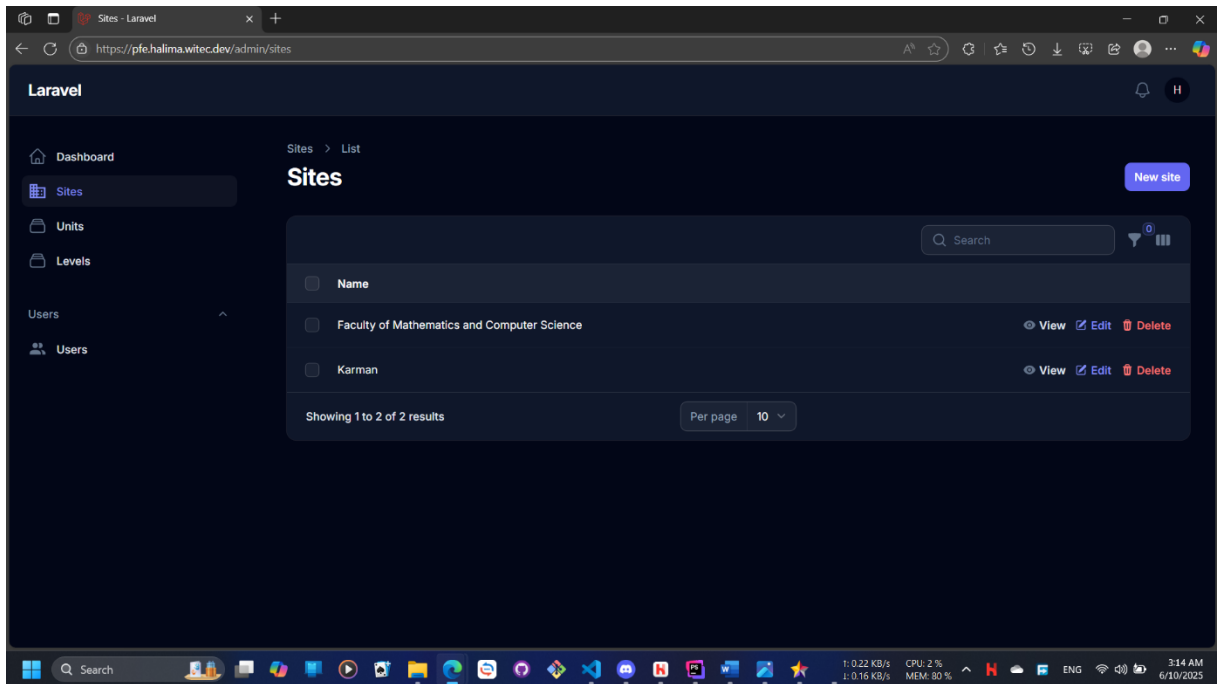 Sites - Laravel
https://pfe.halima.witec.dev/admin/sites
Laravel
H
Dashboard
Sites
Units
Levels
Users
Users
Sites > List
Sites
New site
Search
0
Name
Faculty of Mathematics and Computer Science
View Edit Delete
Karman
View Edit Delete
Showing 1 to 2 of 2 results
Per page 10
Search
↑: 0.22 KB/s
↓: 0.16 KB/s
CPU: 2 %
MEM: 80 %
ENG
3:14 AM
6/10/2025